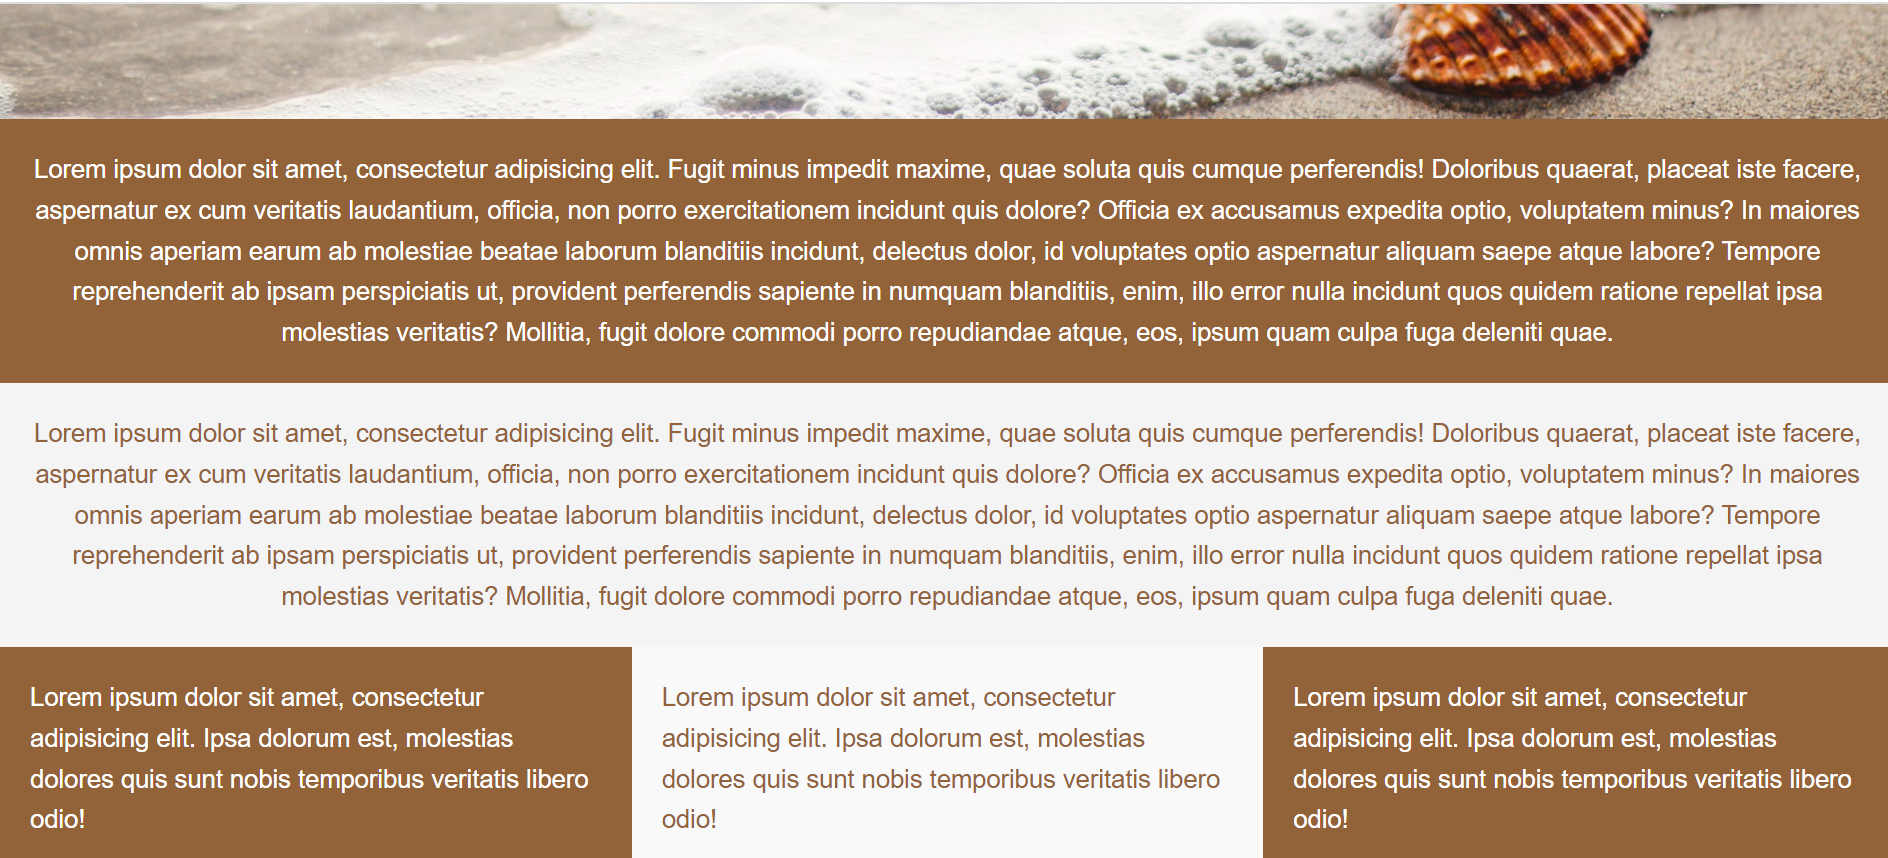 Lorem ipsum dolor sit amet, consectetur adipisicing elit. Fugit minus impedit maxime, quae soluta quis cumque perferendis! Doloribus quaerat, placeat iste facere,
aspernatur ex cum veritatis laudantium, officia, non porro exercitationem incidunt quis dolore? Officia ex accusamus expedita optio, voluptatem minus? In maiores
omnis aperiam earum ab molestiae beatae laborum blanditiis incidunt, delectus dolor, id voluptates optio aspernatur aliquam saepe atque labore? Tempore
reprehenderit ab ipsam perspiciatis ut, provident perferendis sapiente in numquam blanditiis, enim, illo error nulla incidunt quos quidem ratione repellat ipsa
molestias veritatis? Mollitia, fugit dolore commodi porro repudiandae atque, eos, ipsum quam culpa fuga deleniti quae.
Lorem ipsum dolor sit amet, consectetur adipisicing elit. Fugit minus impedit maxime, quae soluta quis cumque perferendis! Doloribus quaerat, placeat iste facere,
aspernatur ex cum veritatis laudantium, officia, non porro exercitationem incidunt quis dolore? Officia ex accusamus expedita optio, voluptatem minus? In maiores
omnis aperiam earum ab molestiae beatae laborum blanditiis incidunt, delectus dolor, id voluptates optio aspernatur aliquam saepe atque labore? Tempore
reprehenderit ab ipsam perspiciatis ut, provident perferendis sapiente in numquam blanditiis, enim, illo error nulla incidunt quos quidem ratione repellat ipsa
molestias veritatis? Mollitia, fugit dolore commodi porro repudiandae atque, eos, ipsum quam culpa fuga deleniti quae.
Lorem ipsum dolor sit amet, consectetur
adipisicing elit. Ipsa dolorum est, molestias
dolores quis sunt nobis temporibus veritatis libero
odio!
Lorem ipsum dolor sit amet, consectetur
adipisicing elit. Ipsa dolorum est, molestias
dolores quis sunt nobis temporibus veritatis libero
odio!
Lorem ipsum dolor sit amet, consectetur
adipisicing elit. Ipsa dolorum est, molestias
dolores quis sunt nobis temporibus veritatis libero
odio!